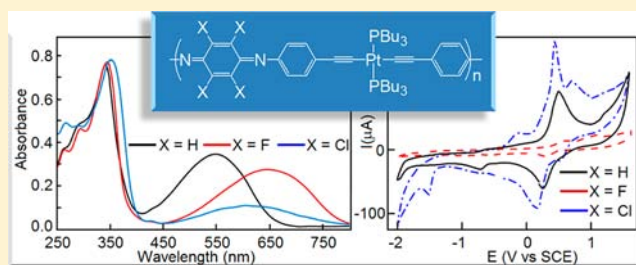 X X
N N
X X
PBu3
Pt
PBu3
n
0.8
0.6
0.4
0.2
0.0
Absorbance
X = H X = F X = Cl
250 350 450 550 650 750
Wavelength (nm)
I(µA)
0
-100
X = H
X = F
X = Cl
-2 -1 0 1
E (V vs SCE)